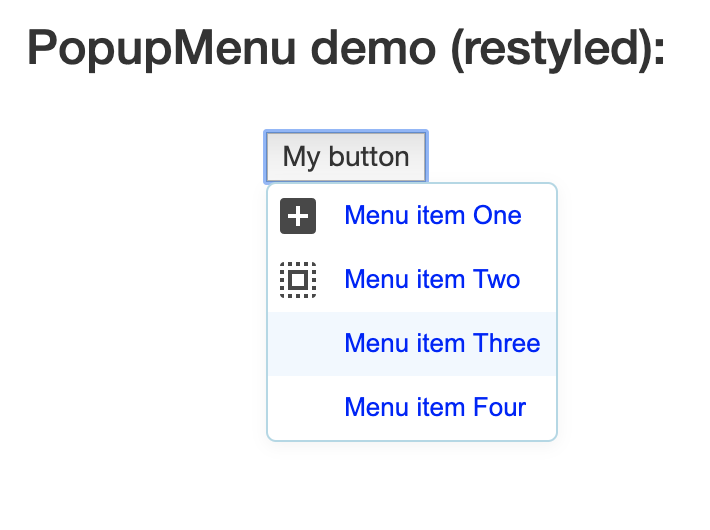 PopupMenu demo (restyled):
My button
Menu item One
Menu item Two
Menu item Three
Menu item Four